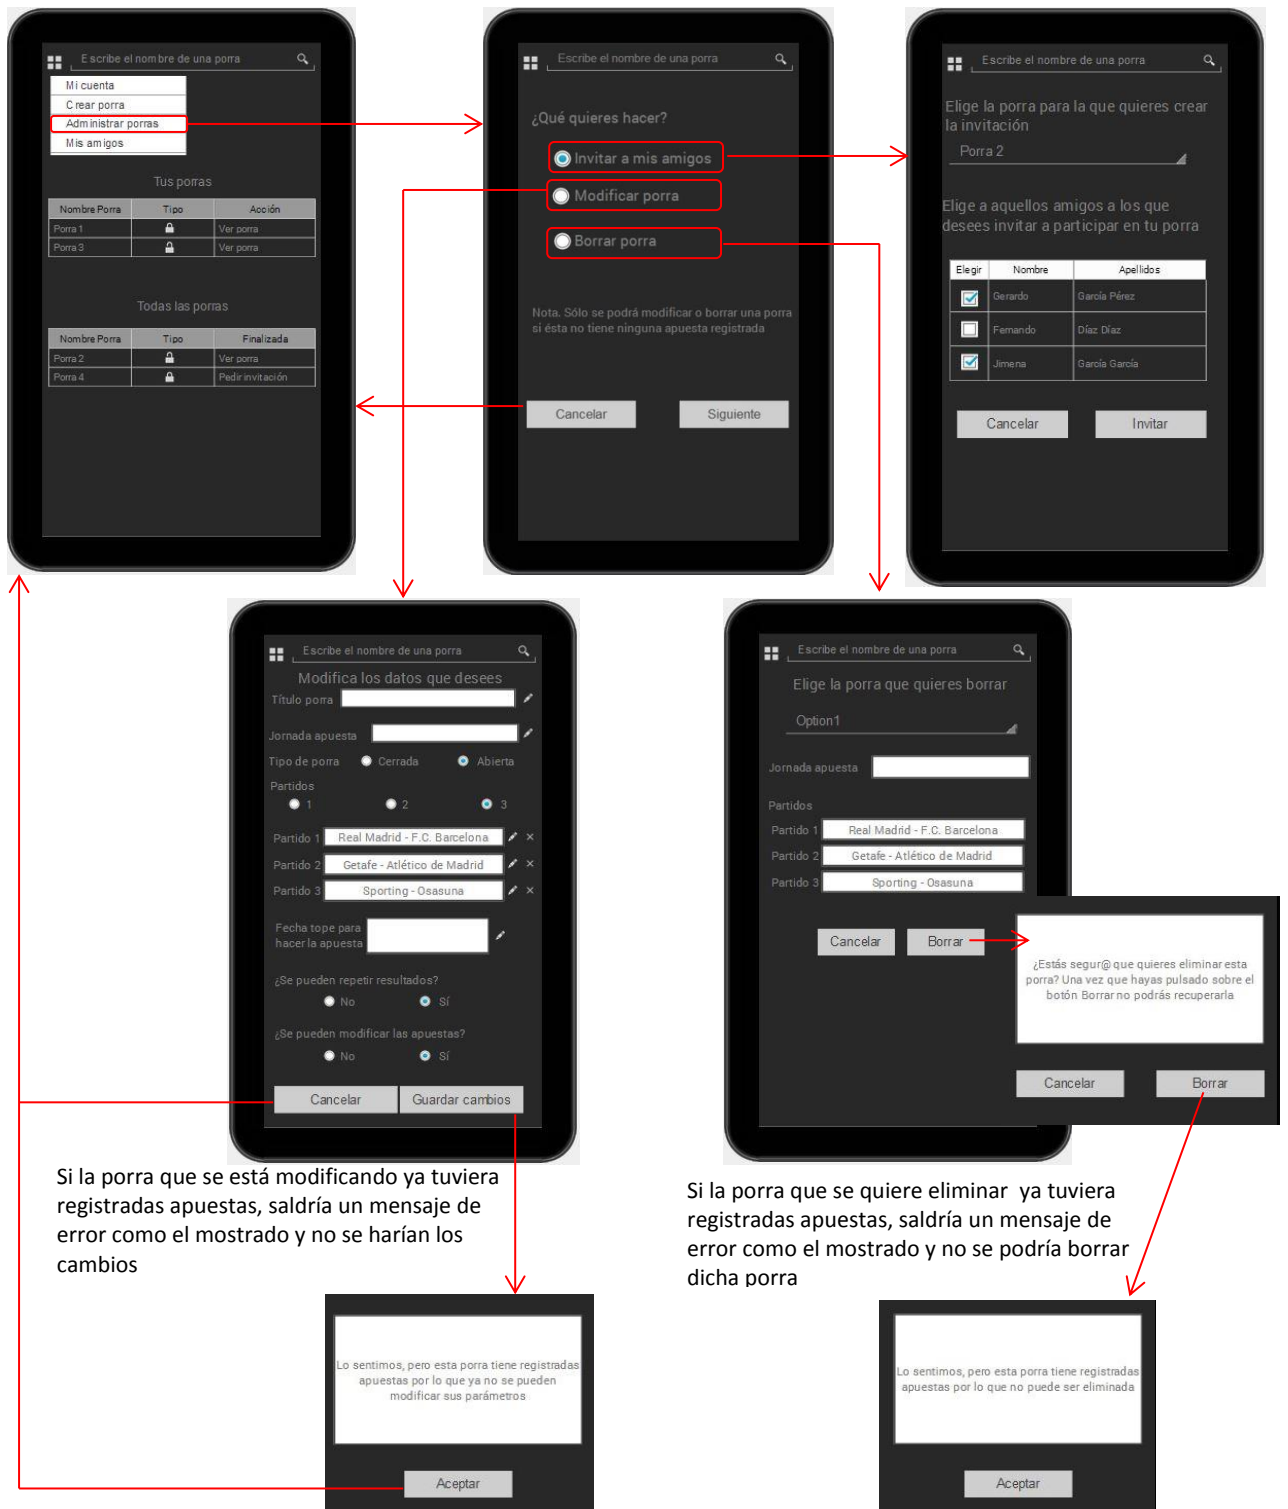 Escribe el nombre de una porra
Mi cuenta
Crear porra
Administrar porras
Mis amigos
Tus porras
Nombre Porra Tipo Acción
Porra 1 Ver porra
Porra 3 Ver porra
Todas las porras
Nombre Porra Tipo Finalizada
Porra 2 Ver porra
Porra 4 Pedir invitación
Escribe el nombre de una porra
¿Qué quieres hacer?
Invitar a mis amigos
Modificar porra
Borrar porra
Nota. Sólo se podrá modificar o borrar una porra
si ésta no tiene ninguna apuesta registrada
Cancelar Siguiente
Escribe el nombre de una porra
Elige la porra para la que quieres crear
la invitación
Porra 2
Elige a aquellos amigos a los que
desees invitar a participar en tu porra
Elegir Nombre Apellidos
Gerardo García Pérez
Fernando Díaz Díaz
Jimena García García
Cancelar Invitar
Escribe el nombre de una porra
Modifica los datos que desees
Título porra
Jornada apuesta
Tipo de porra Cerrada Abierta
Partidos
1 2 3
Partido 1 Real Madrid - F.C. Barcelona
Partido 2 Getafe - Atlético de Madrid
Partido 3 Sporting - Osasuna
Fecha tope para
hacer la apuesta
¿Se pueden repetir resultados?
No Sí
¿Se pueden modificar las apuestas?
No Sí
Cancelar Guardar cambios
Escribe el nombre de una porra
Elige la porra que quieres borrar
Option1
Jornada apuesta
Partidos
Partido 1 Real Madrid - F.C. Barcelona
Partido 2 Getafe - Atlético de Madrid
Partido 3 Sporting - Osasuna
Cancelar Borrar
¿Estás segur@ que quieres eliminar esta
porra? Una vez que hayas pulsado sobre el
botón Borrar no podrás recuperarla
Cancelar Borrar
Si la porra que se está modificando ya tuviera
registradas apuestas, saldría un mensaje de
error como el mostrado y no se harían los
cambios
Si la porra que se quiere eliminar ya tuviera
registradas apuestas, saldría un mensaje de
error como el mostrado y no se podría borrar
dicha porra
Lo sentimos, pero esta porra tiene registradas
apuestas por lo que ya no se pueden
modificar sus parámetros
Aceptar
Lo sentimos, pero esta porra tiene registradas
apuestas por lo que no puede ser eliminada
Aceptar